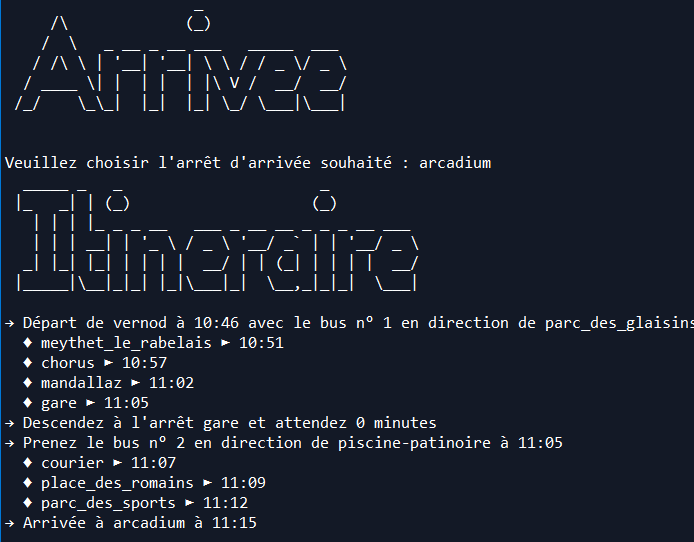 Arrivee
Veuillez choisir l'arrêt d'arrivée souhaité : arcadium
Itineraire
→ Départ de vernod à 10:46 avec le bus n° 1 en direction de parc_des_glaisins
♦ meythet_le_rabelais ► 10:51
♦ chorus ► 10:57
♦ mandallaz ► 11:02
♦ gare ► 11:05
→ Descendez à l'arrêt gare et attendez 0 minutes
→ Prenez le bus n° 2 en direction de piscine-patinoire à 11:05
♦ courier ► 11:07
♦ place_des_romains ► 11:09
♦ parc_des_sports ► 11:12
→ Arrivée à arcadium à 11:15